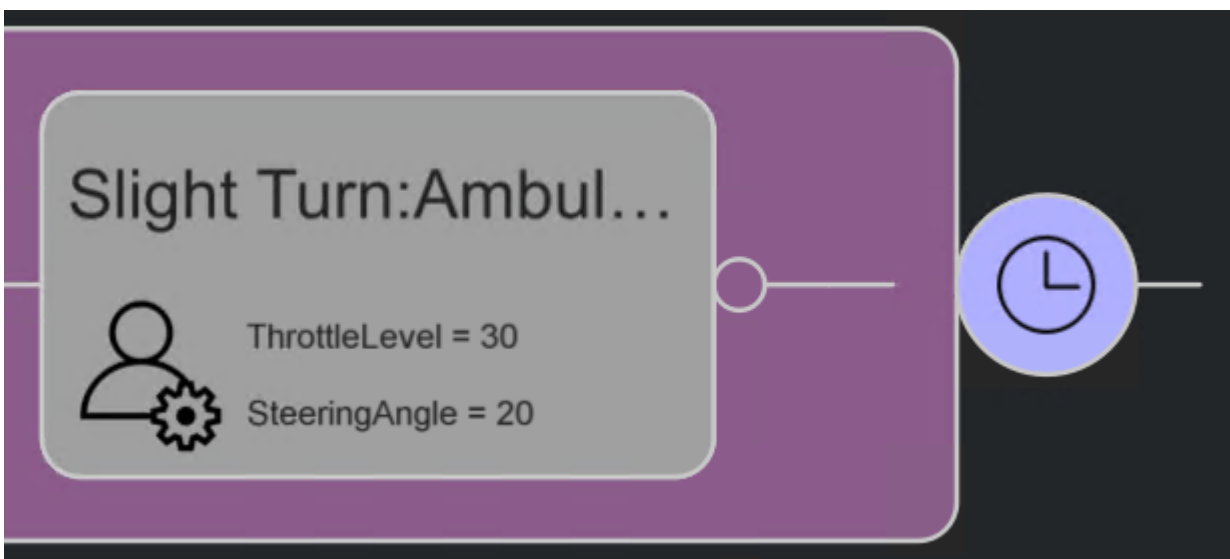 Slight Turn:Ambul...
ThrottleLevel = 30
SteeringAngle = 20